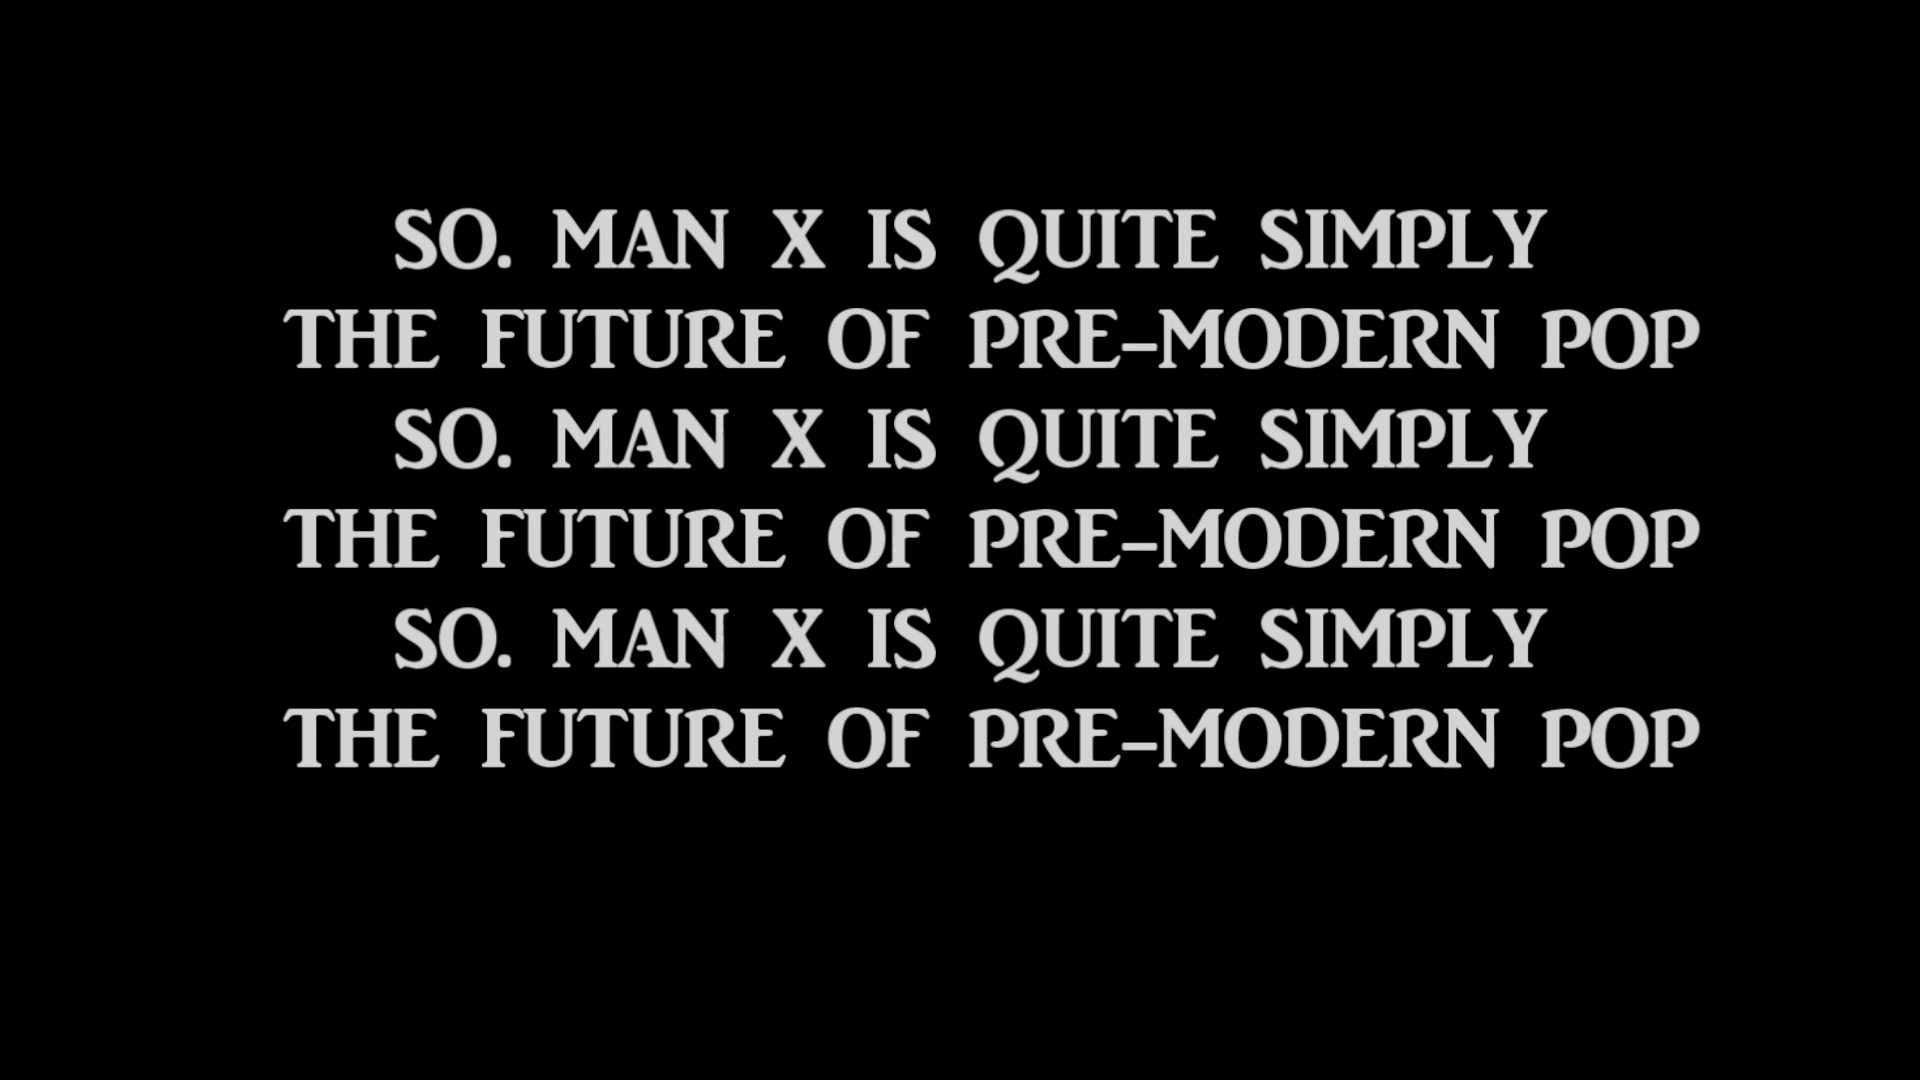 SO. MAN X IS QUITE SIMPLY
THE FUTURE OF PRE-MODERN POP
SO. MAN X IS QUITE SIMPLY
THE FUTURE OF PRE-MODERN POP
SO. MAN X IS QUITE SIMPLY
THE FUTURE OF PRE-MODERN POP